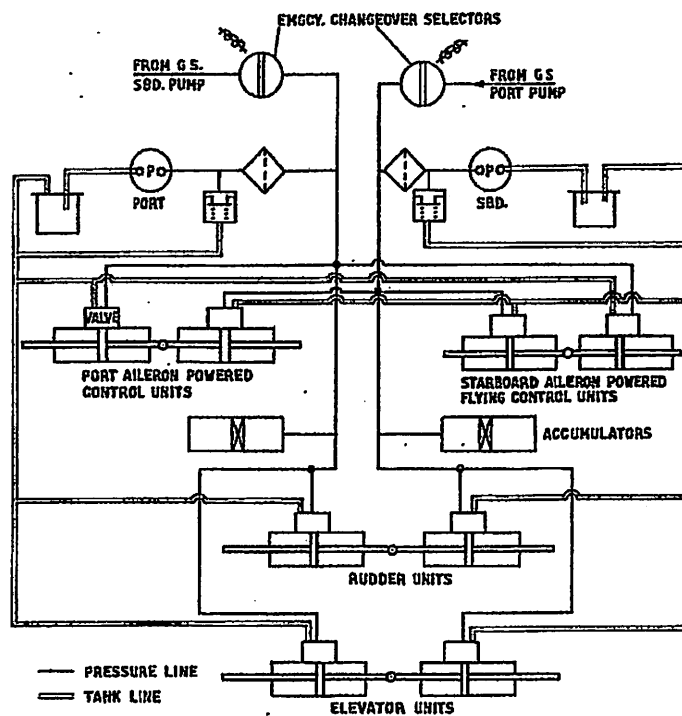 EMGCY. CHANGEOVER SELECTORS
FROM G S.
SBD. PUMP
FROM GS
PORT PUMP
P
PORT
P
SBD.
VALVE
PORT AILERON POWERED
CONTROL UNITS
STARBOARD AILERON POWERED
FLYING CONTROL UNITS
ACCUMULATORS
RUDDER UNITS
PRESSURE LINE
TANK LINE
ELEVATOR UNITS